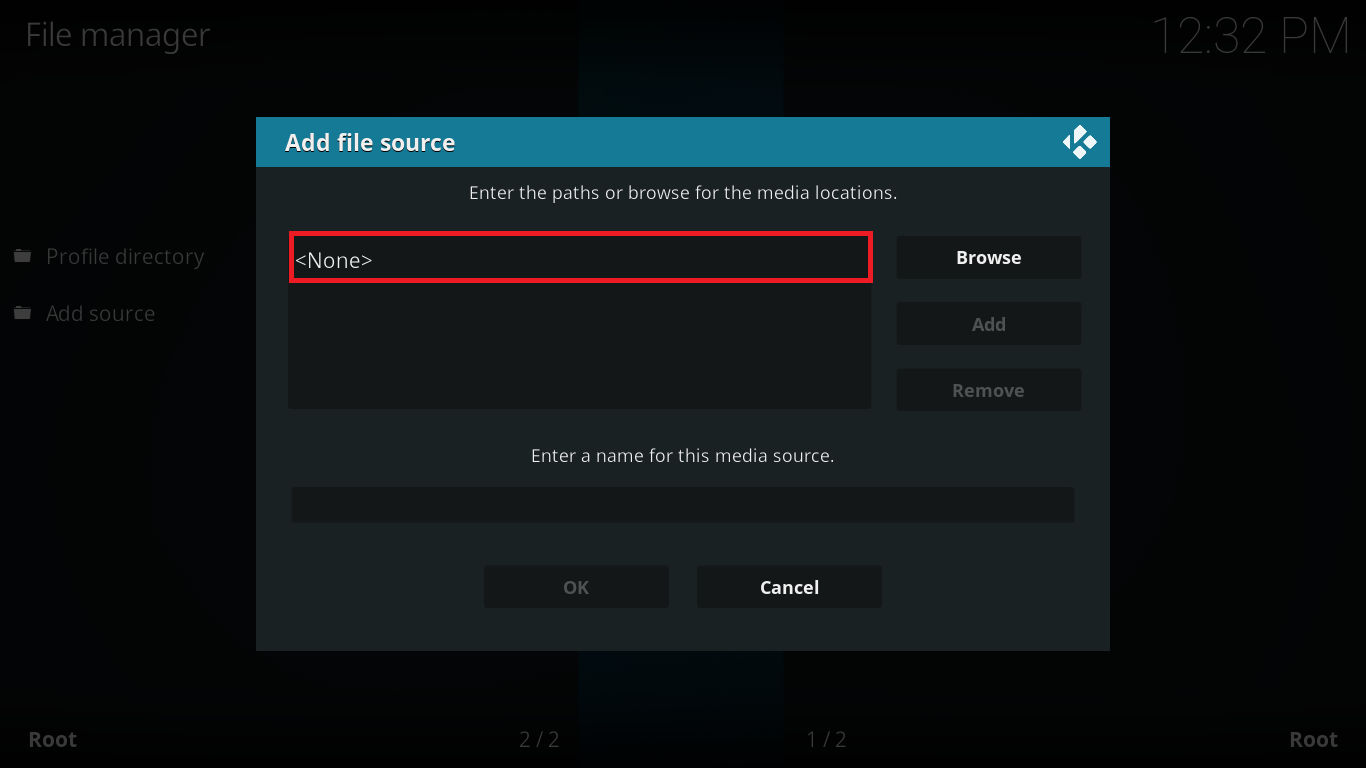 File manager
12:32 PM
Add file source
Enter the paths or browse for the media locations.
<None>
Browse
Profile directory
Add source
Add
Remove
Enter a name for this media source.
OK
Cancel
Root
2 / 2
1 / 2
Root